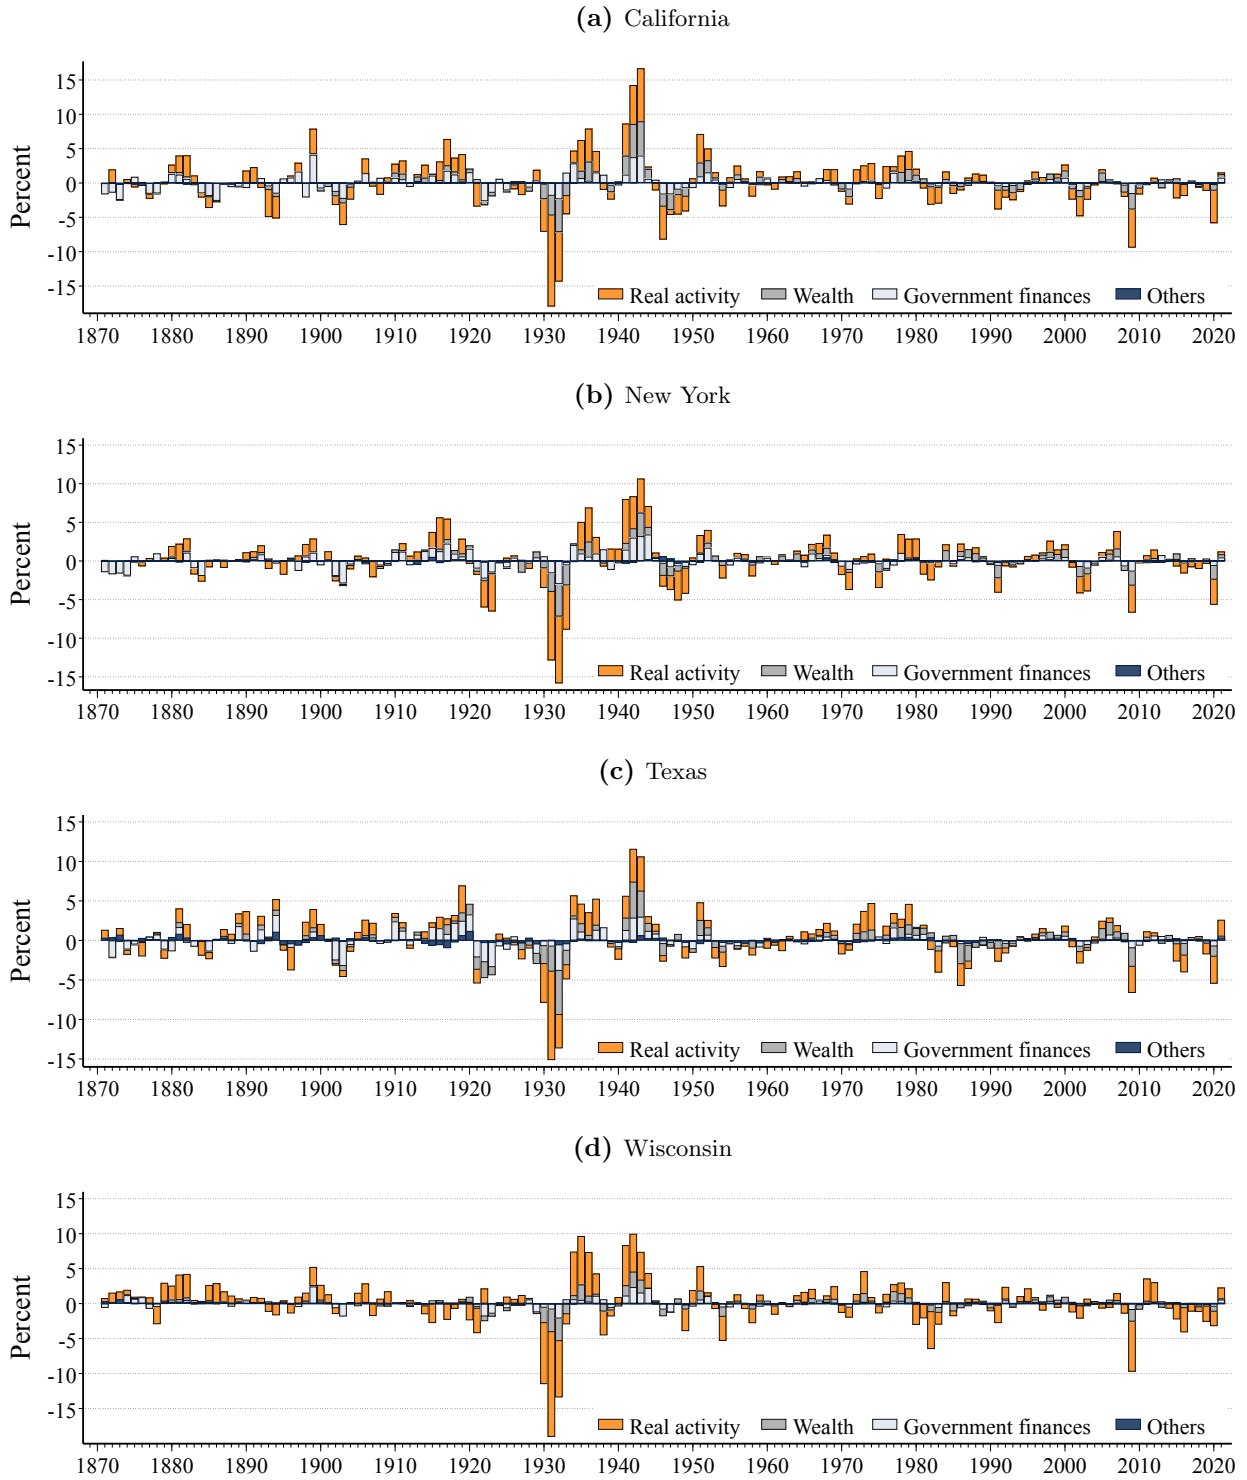 (a) California
Percent
15
10
5
0
-5
-10
-15
Real activity Wealth Government finances Others
1870 1880 1890 1900 1910 1920 1930 1940 1950 1960 1970 1980 1990 2000 2010 2020
(b) New York
Percent
15
10
5
0
-5
-10
-15
Real activity Wealth Government finances Others
1870 1880 1890 1900 1910 1920 1930 1940 1950 1960 1970 1980 1990 2000 2010 2020
(c) Texas
Percent
15
10
5
0
-5
-10
-15
Real activity Wealth Government finances Others
1870 1880 1890 1900 1910 1920 1930 1940 1950 1960 1970 1980 1990 2000 2010 2020
(d) Wisconsin
Percent
15
10
5
0
-5
-10
-15
Real activity Wealth Government finances Others
1870 1880 1890 1900 1910 1920 1930 1940 1950 1960 1970 1980 1990 2000 2010 2020